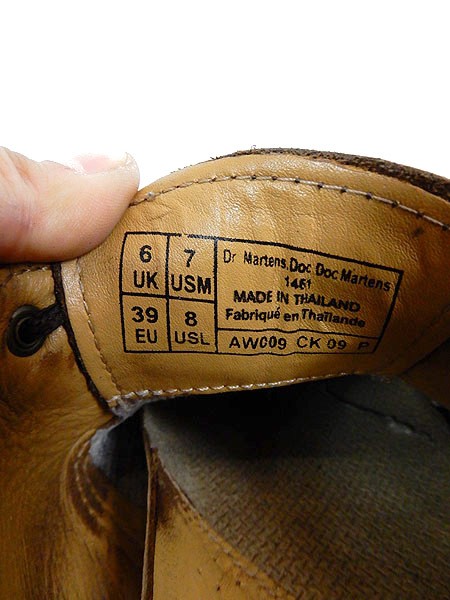 6 UK
7 USM
39 EU
8 USL
Dr Martens, Doc Doc Martens
1461
MADE IN THAILAND
Fabriqué en Thaïlande
AW009 CK 09 P